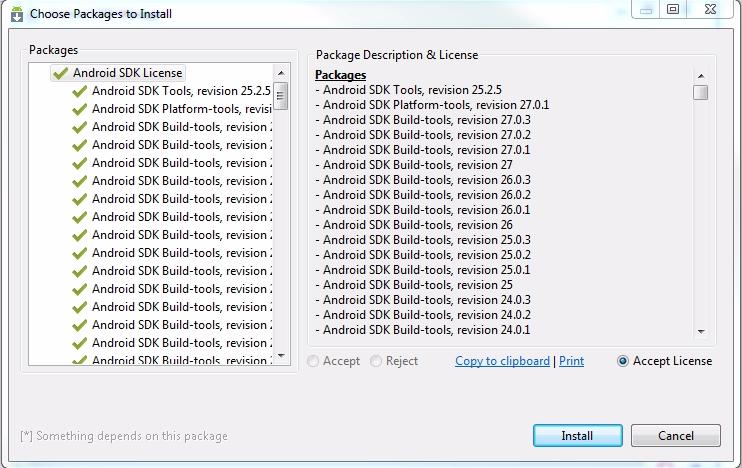 Choose Packages to Install
Packages
Android SDK License
Android SDK Tools, revision 25.2.5
Android SDK Platform-tools, revisi
Android SDK Build-tools, revision 2
Android SDK Build-tools, revision 2
Android SDK Build-tools, revision 2
Android SDK Build-tools, revision 2
Android SDK Build-tools, revision 2
Android SDK Build-tools, revision 2
Android SDK Build-tools, revision 2
Android SDK Build-tools, revision 2
Android SDK Build-tools, revision 2
Android SDK Build-tools, revision 2
Android SDK Build-tools, revision 2
Android SDK Build-tools, revision 2
Android SDK Build-tools, revision 2
Android SDK Build-tools, revision 2
Package Description & License
Packages
- Android SDK Tools, revision 25.2.5
- Android SDK Platform-tools, revision 27.0.1
- Android SDK Build-tools, revision 27.0.3
- Android SDK Build-tools, revision 27.0.2
- Android SDK Build-tools, revision 27.0.1
- Android SDK Build-tools, revision 27
- Android SDK Build-tools, revision 26.0.3
- Android SDK Build-tools, revision 26.0.2
- Android SDK Build-tools, revision 26.0.1
- Android SDK Build-tools, revision 26
- Android SDK Build-tools, revision 25.0.3
- Android SDK Build-tools, revision 25.0.2
- Android SDK Build-tools, revision 25.0.1
- Android SDK Build-tools, revision 25
- Android SDK Build-tools, revision 24.0.3
- Android SDK Build-tools, revision 24.0.2
- Android SDK Build-tools, revision 24.0.1
Accept Reject Copy to clipboard | Print Accept License
[*] Something depends on this package
Install Cancel